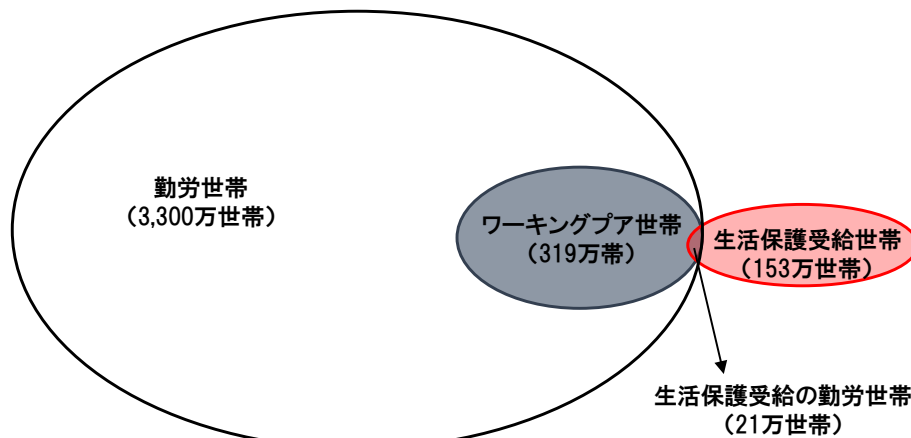 勤労世帯
（3,300万世帯）
ワーキングプア世帯
（319万帯）
生活保護受給世帯
（153万世帯）
生活保護受給の勤労世帯
（21万世帯）